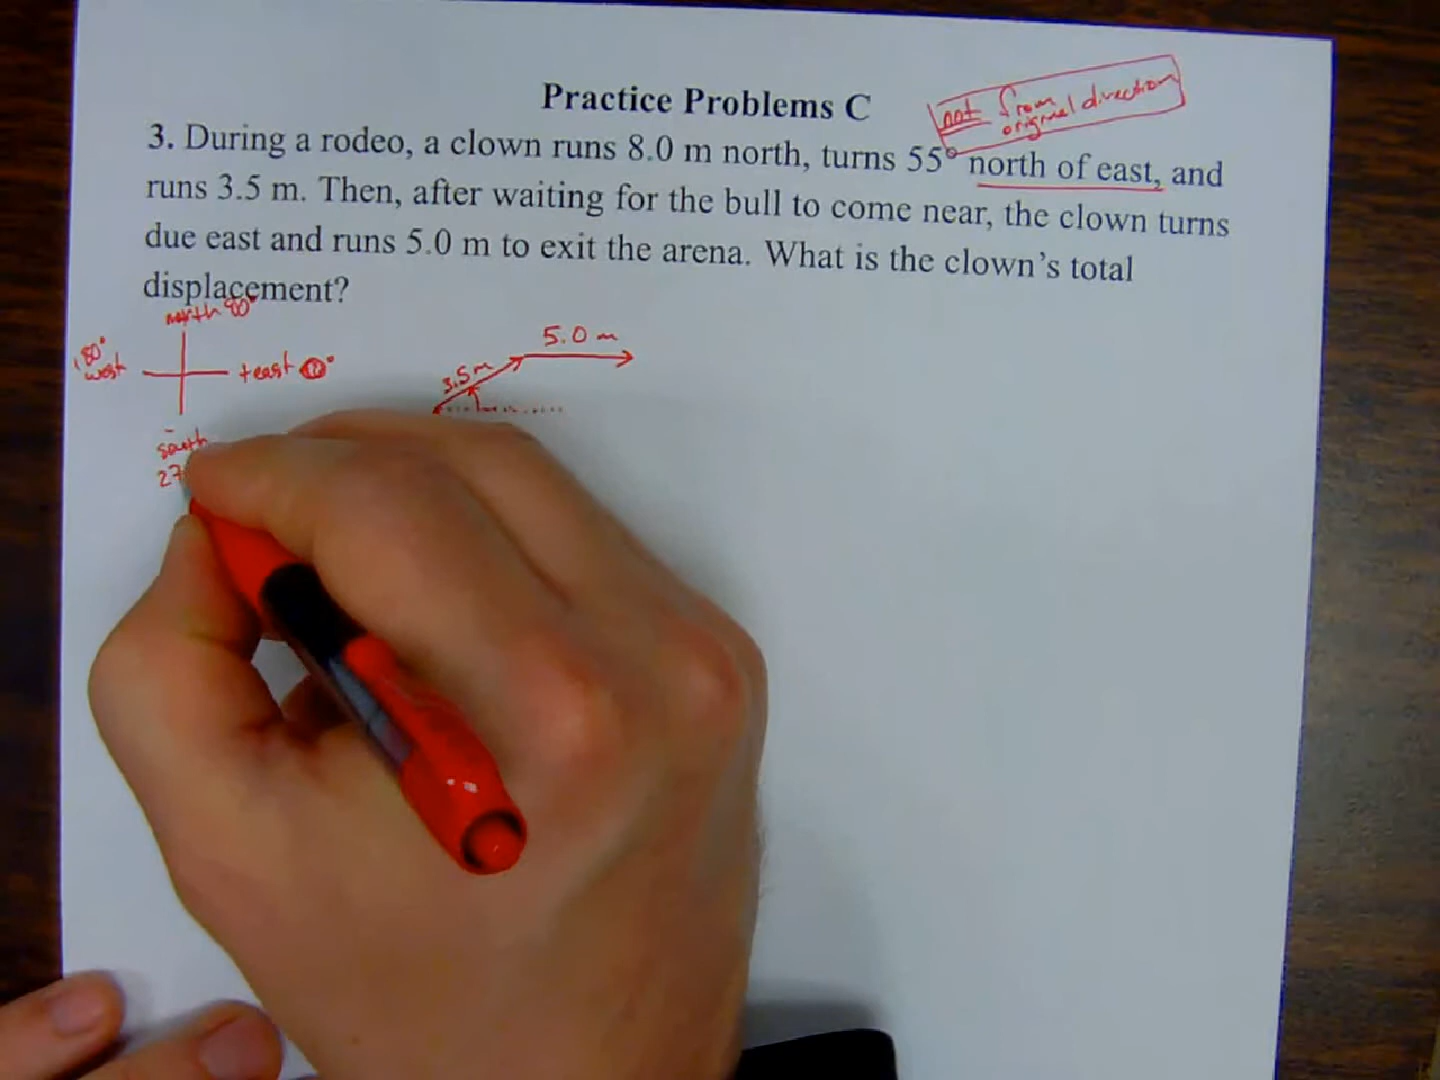 Practice Problems C
not from
original direction
3. During a rodeo, a clown runs 8.0 m north, turns 55° north of east, and
runs 3.5 m. Then, after waiting for the bull to come near, the clown turns
due east and runs 5.0 m to exit the arena. What is the clown's total
displacement?
north 90°
180°
west
+east 0°
-
south
27
3.5 m
5.0 m